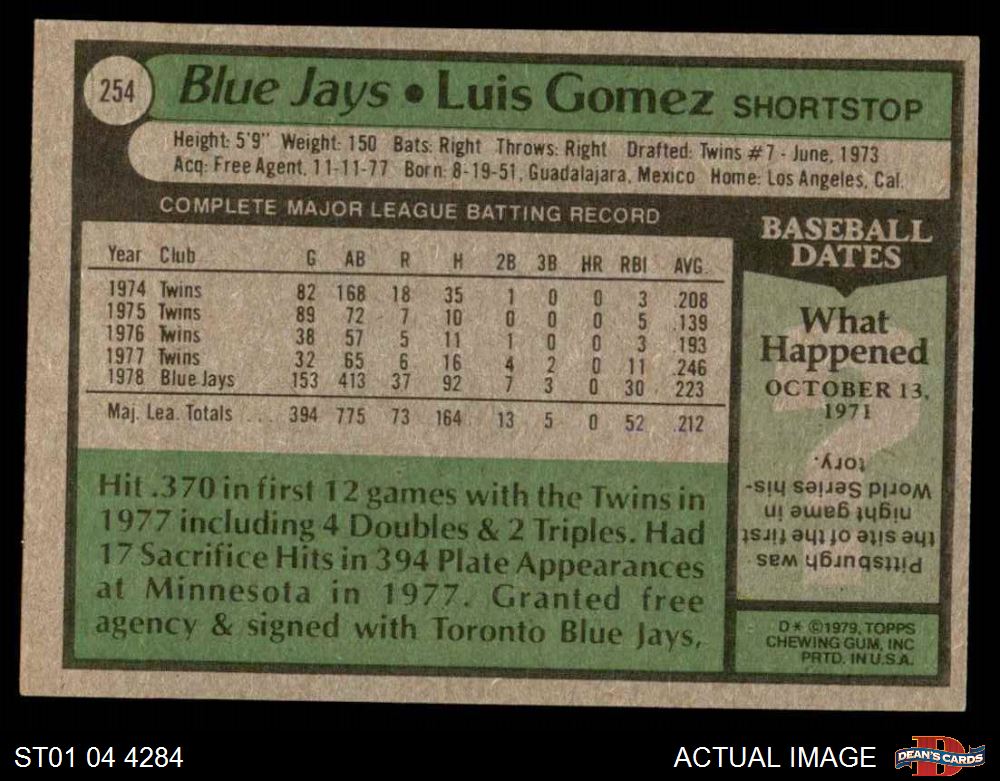 254
Blue Jays • Luis Gomez SHORTSTOP
Height: 5'9" Weight: 150 Bats: Right Throws: Right Drafted: Twins #7 - June, 1973
Acq: Free Agent, 11-11-77 Born: 8-19-51, Guadalajara, Mexico Home: Los Angeles, Cal.
COMPLETE MAJOR LEAGUE BATTING RECORD
Year Club G AB R H 2B 3B HR RBI AVG.
1974 Twins 82 168 18 35 1 0 0 3 .208
1975 Twins 89 72 7 10 0 0 0 5 .139
1976 Twins 38 57 5 11 1 0 0 3 .193
1977 Twins 32 65 6 16 4 2 0 11 .246
1978 Blue Jays 153 413 37 92 7 3 0 30 .223
Maj. Lea. Totals ... 394 775 73 164 13 5 0 52 .212
Hit .370 in first 12 games with the Twins in
1977 including 4 Doubles & 2 Triples. Had
17 Sacrifice Hits in 394 Plate Appearances
at Minnesota in 1977. Granted free
agency & signed with Toronto Blue Jays,
BASEBALL
DATES
What
Happened
OCTOBER 13,
1971
?
Pittsburgh was
the site of the first
night game in
World Series his-
tory.
D* ©1979, TOPPS
CHEWING GUM, INC
PRTD. IN U.S.A.
ST01 04 4284
ACTUAL IMAGE
D
DEAN'S CARDS